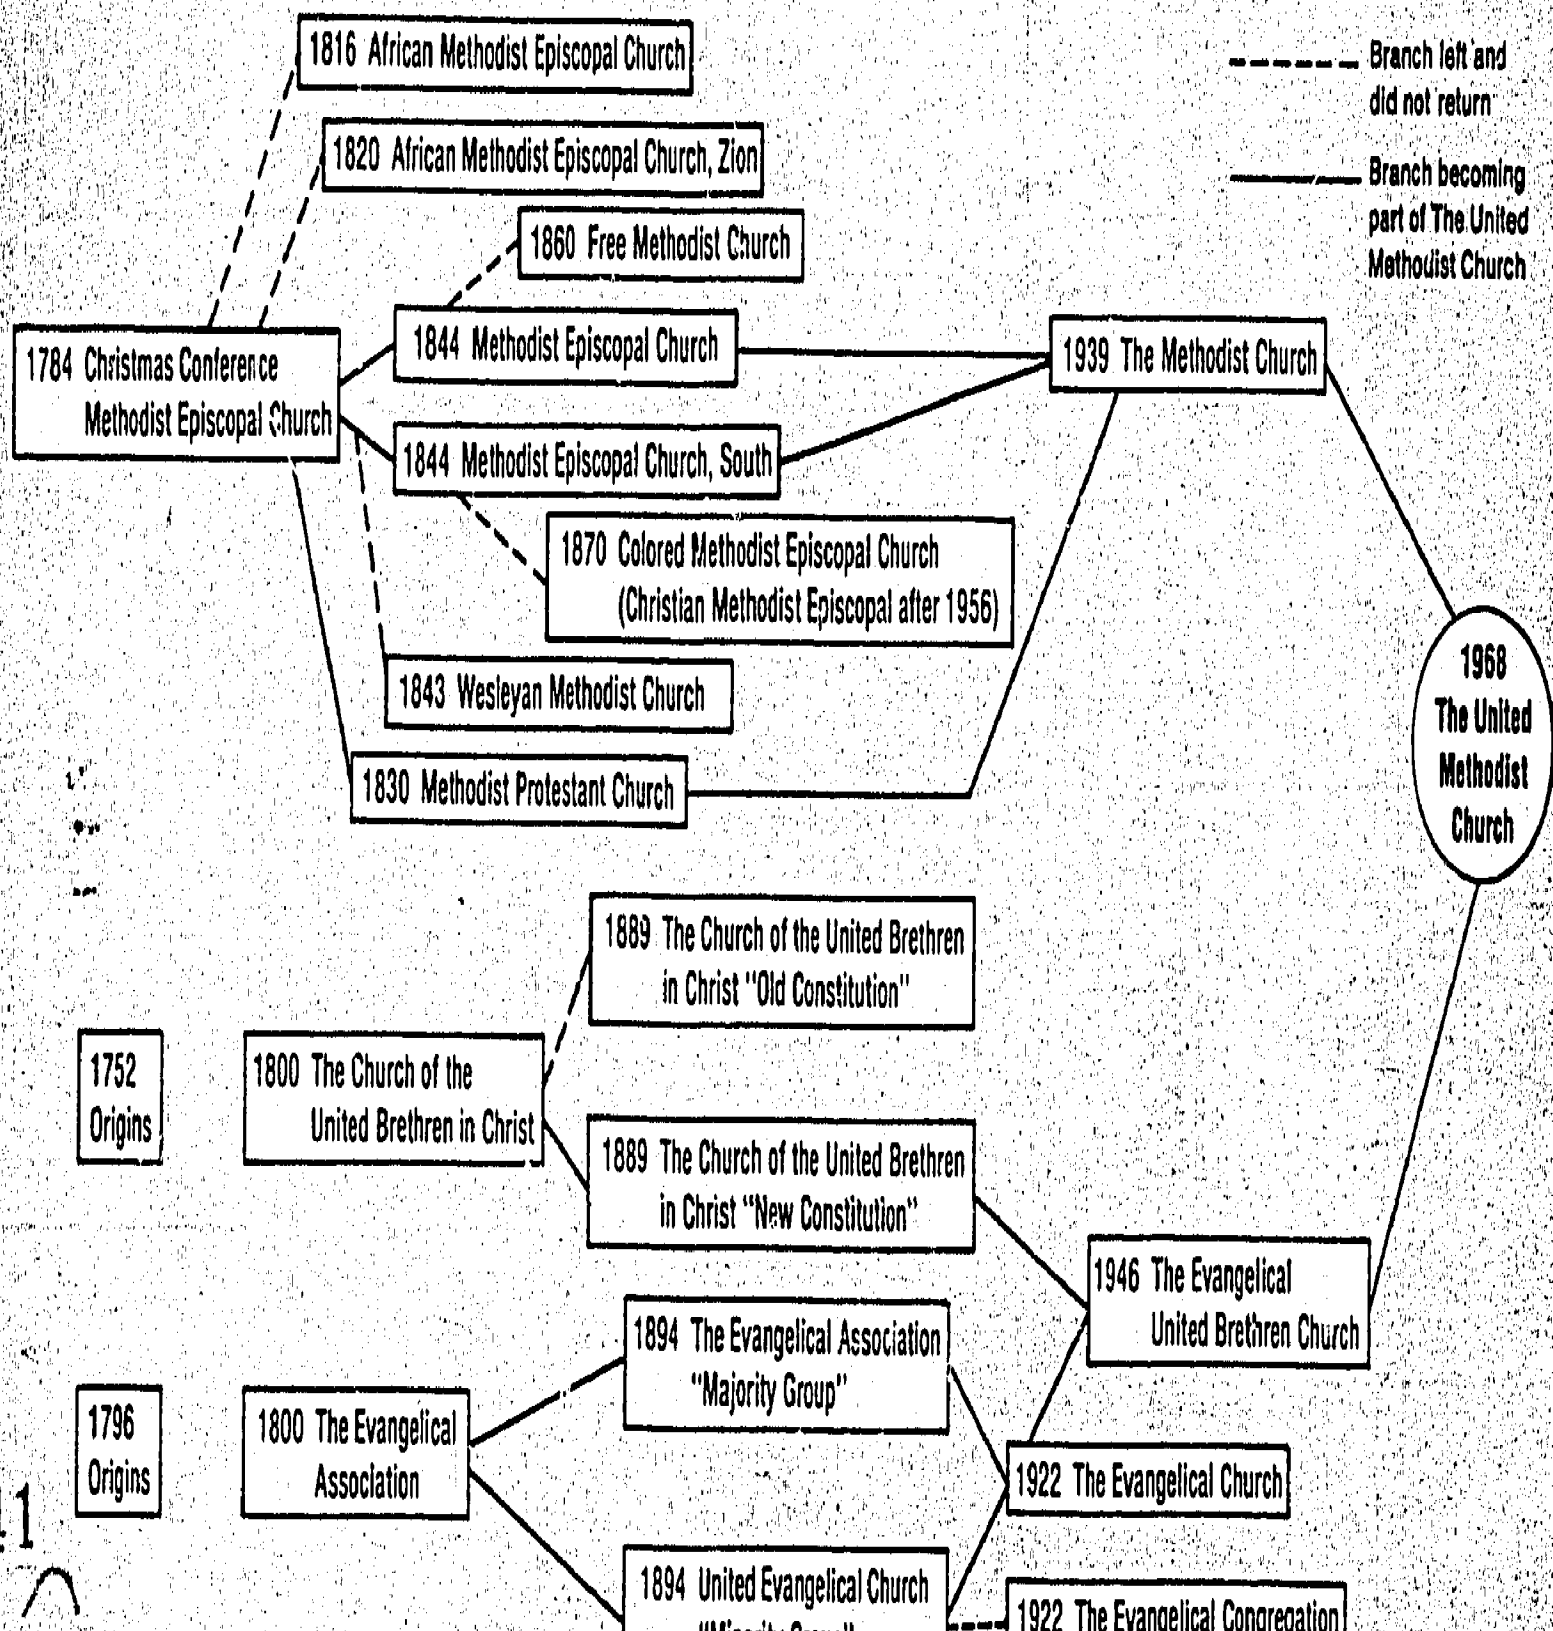 1816 African Methodist Episcopal Church
Branch left and
did not return
1820 African Methodist Episcopal Church, Zion
Branch becoming
part of The United
Methodist Church
1860 Free Methodist Church
1784 Christmas Conference
Methodist Episcopal Church
1844 Methodist Episcopal Church
1939 The Methodist Church
1844 Methodist Episcopal Church, South
1870 Colored Methodist Episcopal Church
(Christian Methodist Episcopal after 1956)
1843 Wesleyan Methodist Church
1830 Methodist Protestant Church
1968
The United
Methodist
Church
1889 The Church of the United Brethren
in Christ "Old Constitution"
1752
Origins
1800 The Church of the
United Brethren in Christ
1889 The Church of the United Brethren
in Christ "New Constitution"
1946 The Evangelical
United Brethren Church
1894 The Evangelical Association
"Majority Group"
1796
Origins
1800 The Evangelical
Association
1922 The Evangelical Church
1894 United Evangelical Church
1922 The Evangelical Congregation